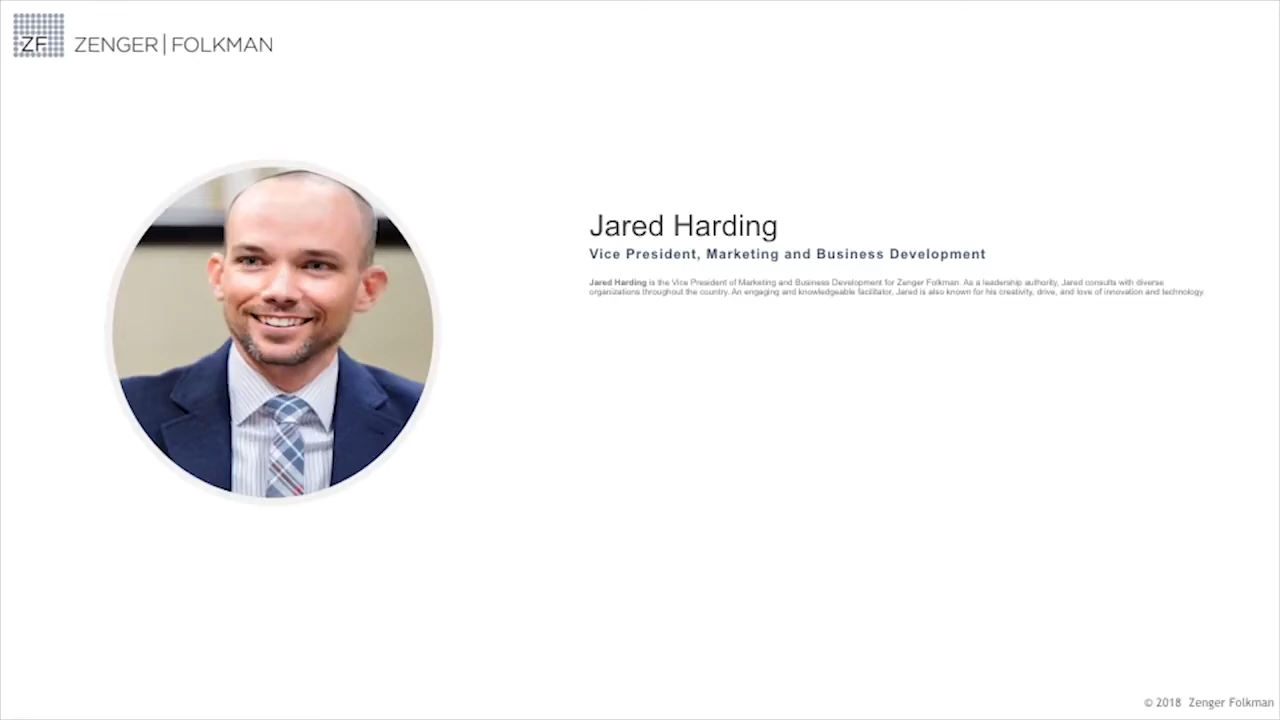 ZF ZENGER|FOLKMAN
Jared Harding
Vice President, Marketing and Business Development
Jared Harding is the Vice President of Marketing and Business Development for Zenger Folkman. As a leadership authority, Jared consults with diverse
organizations throughout the country. An engaging and knowledgeable facilitator, Jared is also known for his creativity, drive, and love of innovation and technology.
© 2018 Zenger Folkman